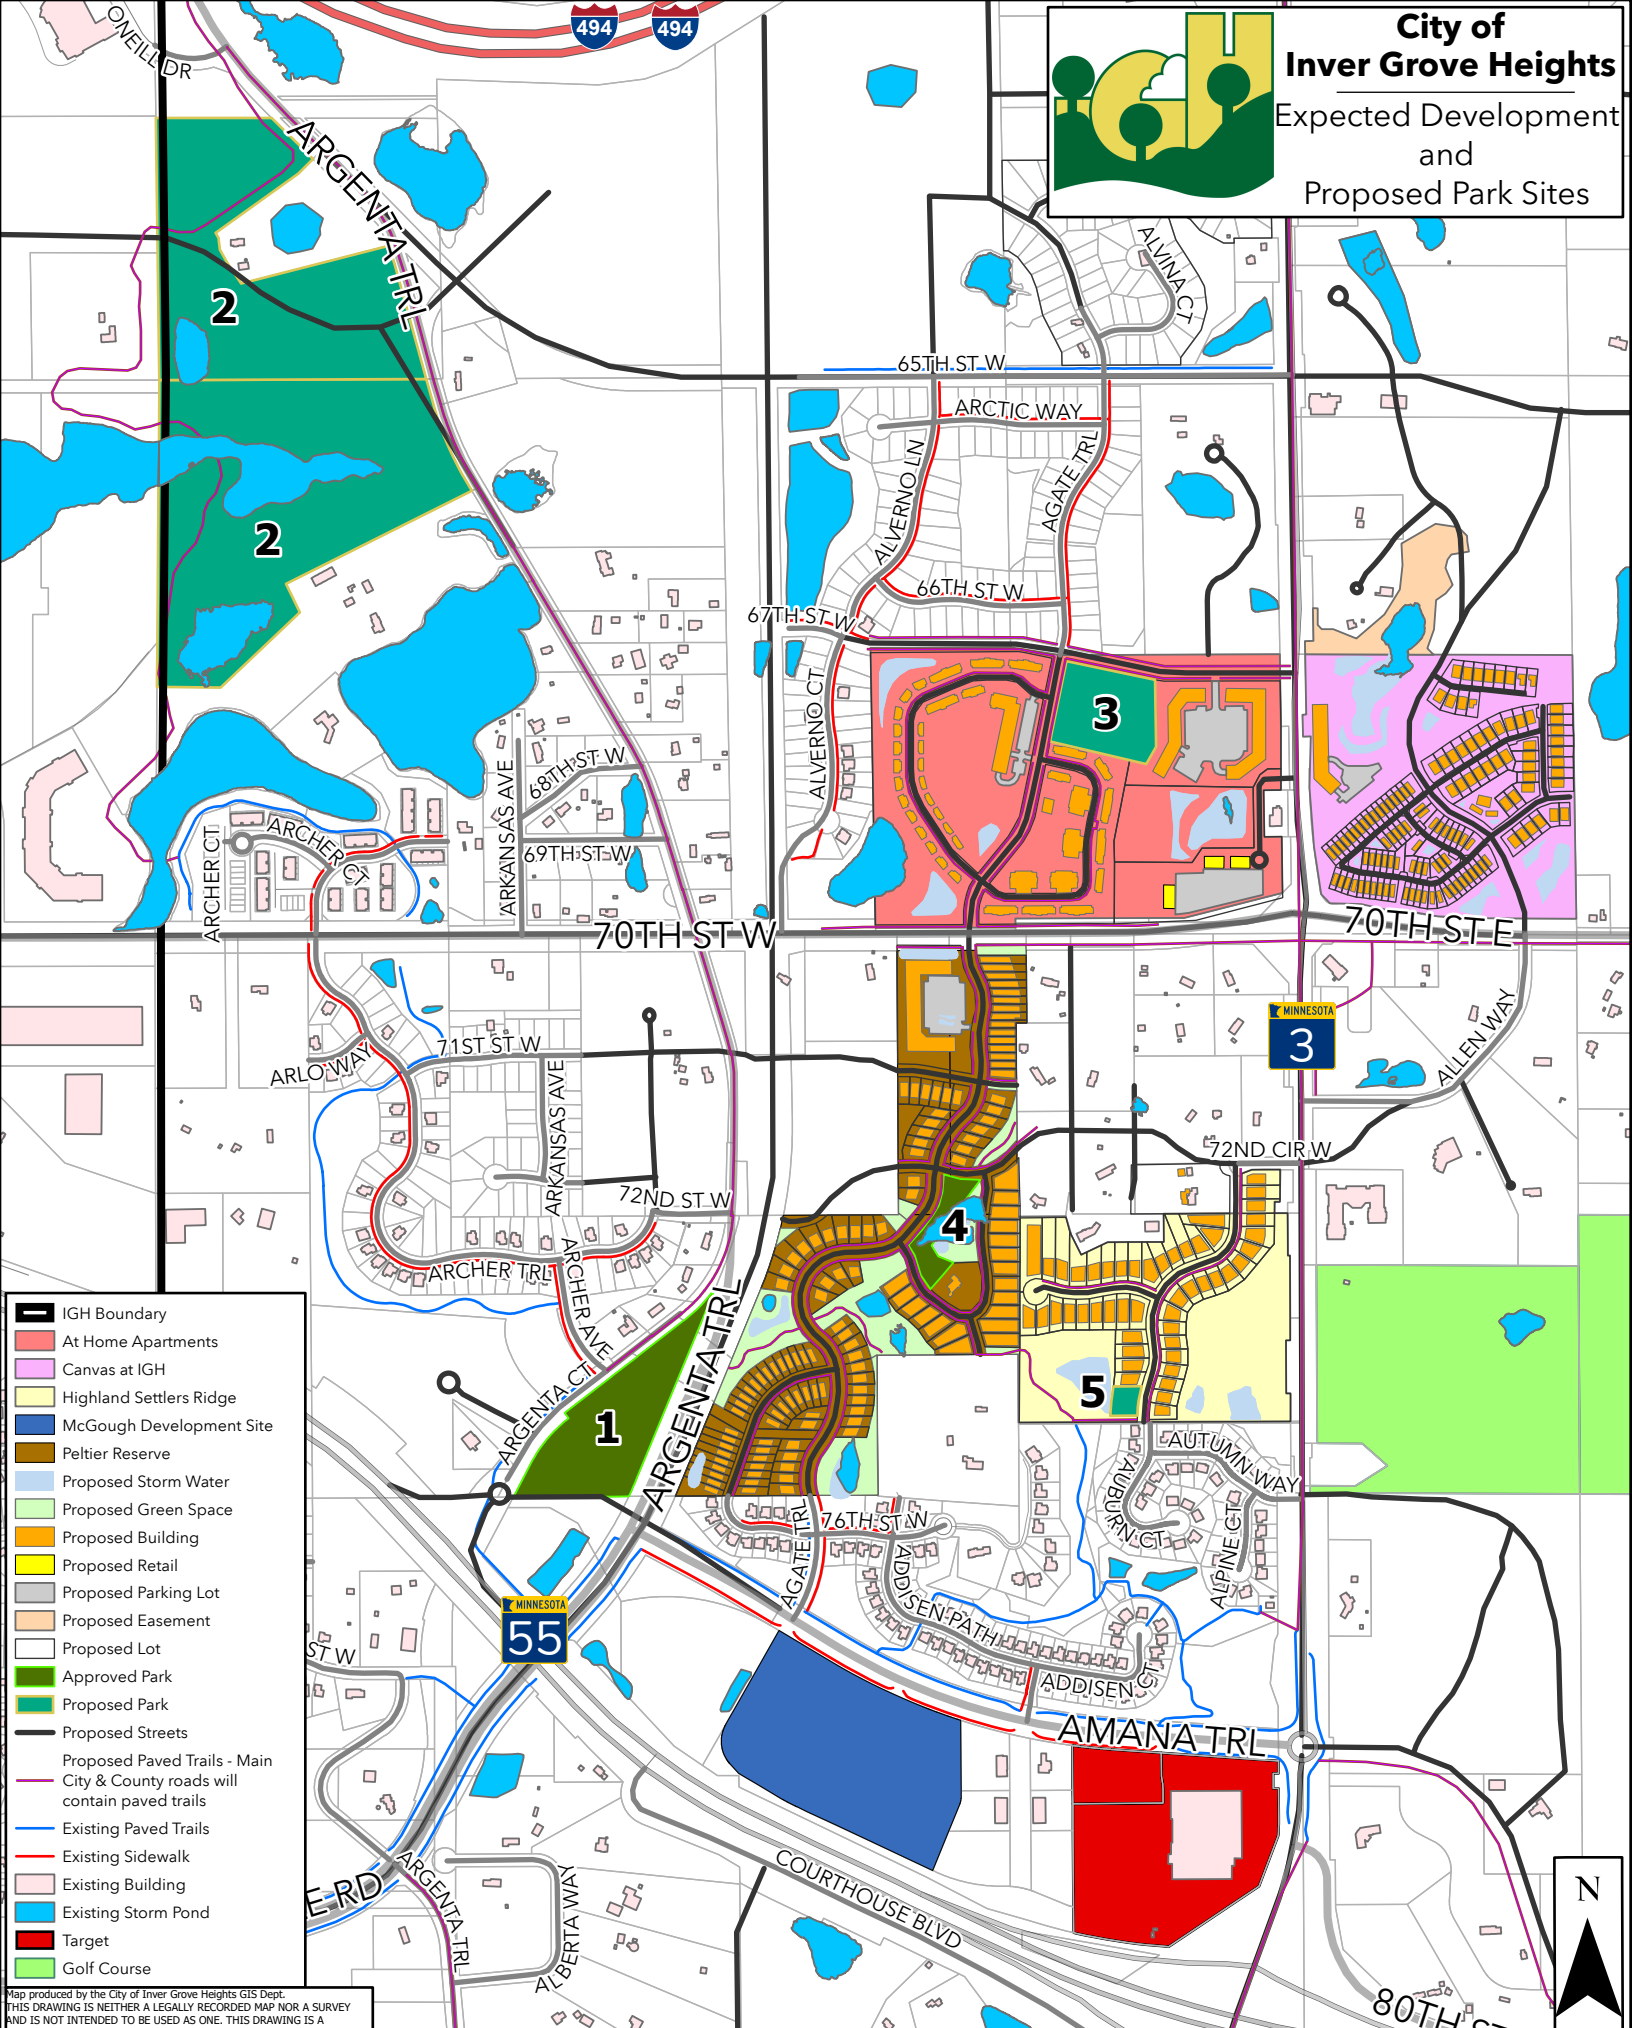 City of
Inver Grove Heights
Expected Development
and
Proposed Park Sites
494
494
ONEILL DR
ARGENTA TRL
ALVINA CT
2
65TH ST W
ARCTIC WAY
ALVERNO LN
AGATE TRL
2
66TH ST W
67TH ST W
3
ALVERNO CT
68TH ST W
ARKANSAS AVE
69TH ST W
ARCHER CT
ARCHER CT
70TH ST W
70TH ST E
MINNESOTA
3
ALLEN WAY
71ST ST W
ARLO WAY
ARKANSAS AVE
72ND CIR W
72ND ST W
4
ARCHER TRL
ARCHER AVE
ARGENTA TRL
5
ARGENTA CT
1
AUTUMN WAY
AUBURN CT
ALPINE CT
76TH ST W
AGATE TRL
ADDISEN PATH
ADDISEN CT
MINNESOTA
55
ST W
AMANA TRL
COURTHOUSE BLVD
E RD
ARGENTA TRL
ALBERTA WAY
80TH ST
N
IGH Boundary
At Home Apartments
Canvas at IGH
Highland Settlers Ridge
McGough Development Site
Peltier Reserve
Proposed Storm Water
Proposed Green Space
Proposed Building
Proposed Retail
Proposed Parking Lot
Proposed Easement
Proposed Lot
Approved Park
Proposed Park
Proposed Streets
Proposed Paved Trails - Main
City & County roads will
contain paved trails
Existing Paved Trails
Existing Sidewalk
Existing Building
Existing Storm Pond
Target
Golf Course
Map produced by the City of Inver Grove Heights GIS Dept.
THIS DRAWING IS NEITHER A LEGALLY RECORDED MAP NOR A SURVEY
AND IS NOT INTENDED TO BE USED AS ONE. THIS DRAWING IS A